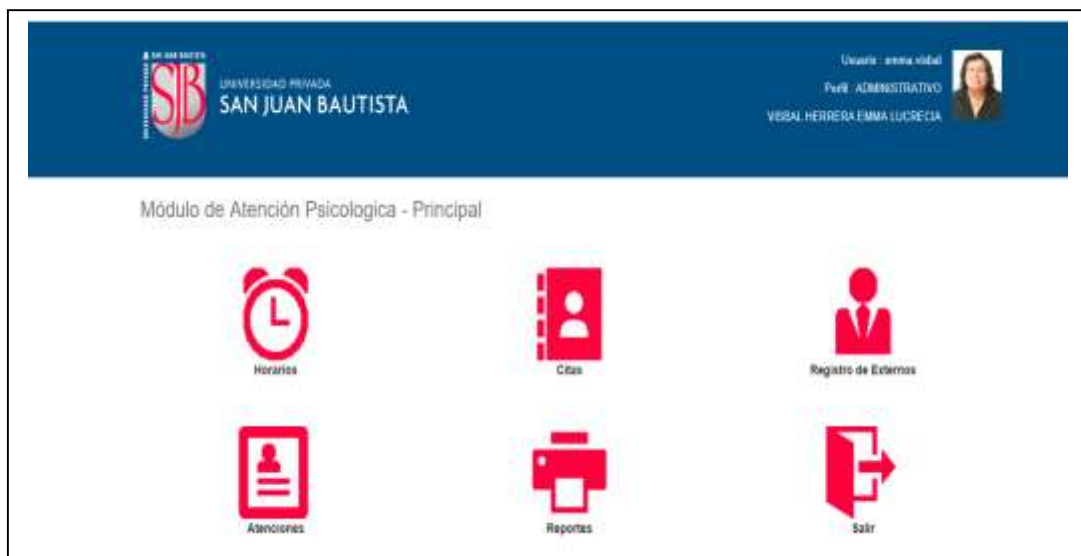 SJB
UNIVERSIDAD PRIVADA
SAN JUAN BAUTISTA
Usuario : emma.vidal
Perfil : ADMINISTRATIVO
HERRERA EMMA LUCRECIA
Módulo de Atención Psicologica - Principal
Horarios
Citas
Registro de Externos
Atenciones
Reportes
Salir